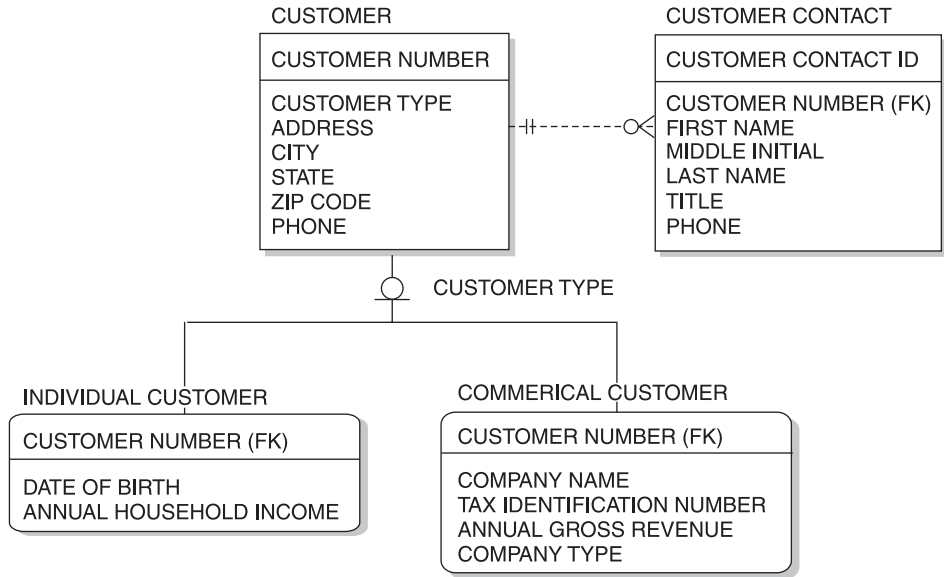 CUSTOMER
CUSTOMER NUMBER
CUSTOMER TYPE
ADDRESS
CITY
STATE
ZIP CODE
PHONE
CUSTOMER CONTACT
CUSTOMER CONTACT ID
CUSTOMER NUMBER (FK)
FIRST NAME
MIDDLE INITIAL
LAST NAME
TITLE
PHONE
CUSTOMER TYPE
INDIVIDUAL CUSTOMER
CUSTOMER NUMBER (FK)
DATE OF BIRTH
ANNUAL HOUSEHOLD INCOME
COMMERICAL CUSTOMER
CUSTOMER NUMBER (FK)
COMPANY NAME
TAX IDENTIFICATION NUMBER
ANNUAL GROSS REVENUE
COMPANY TYPE